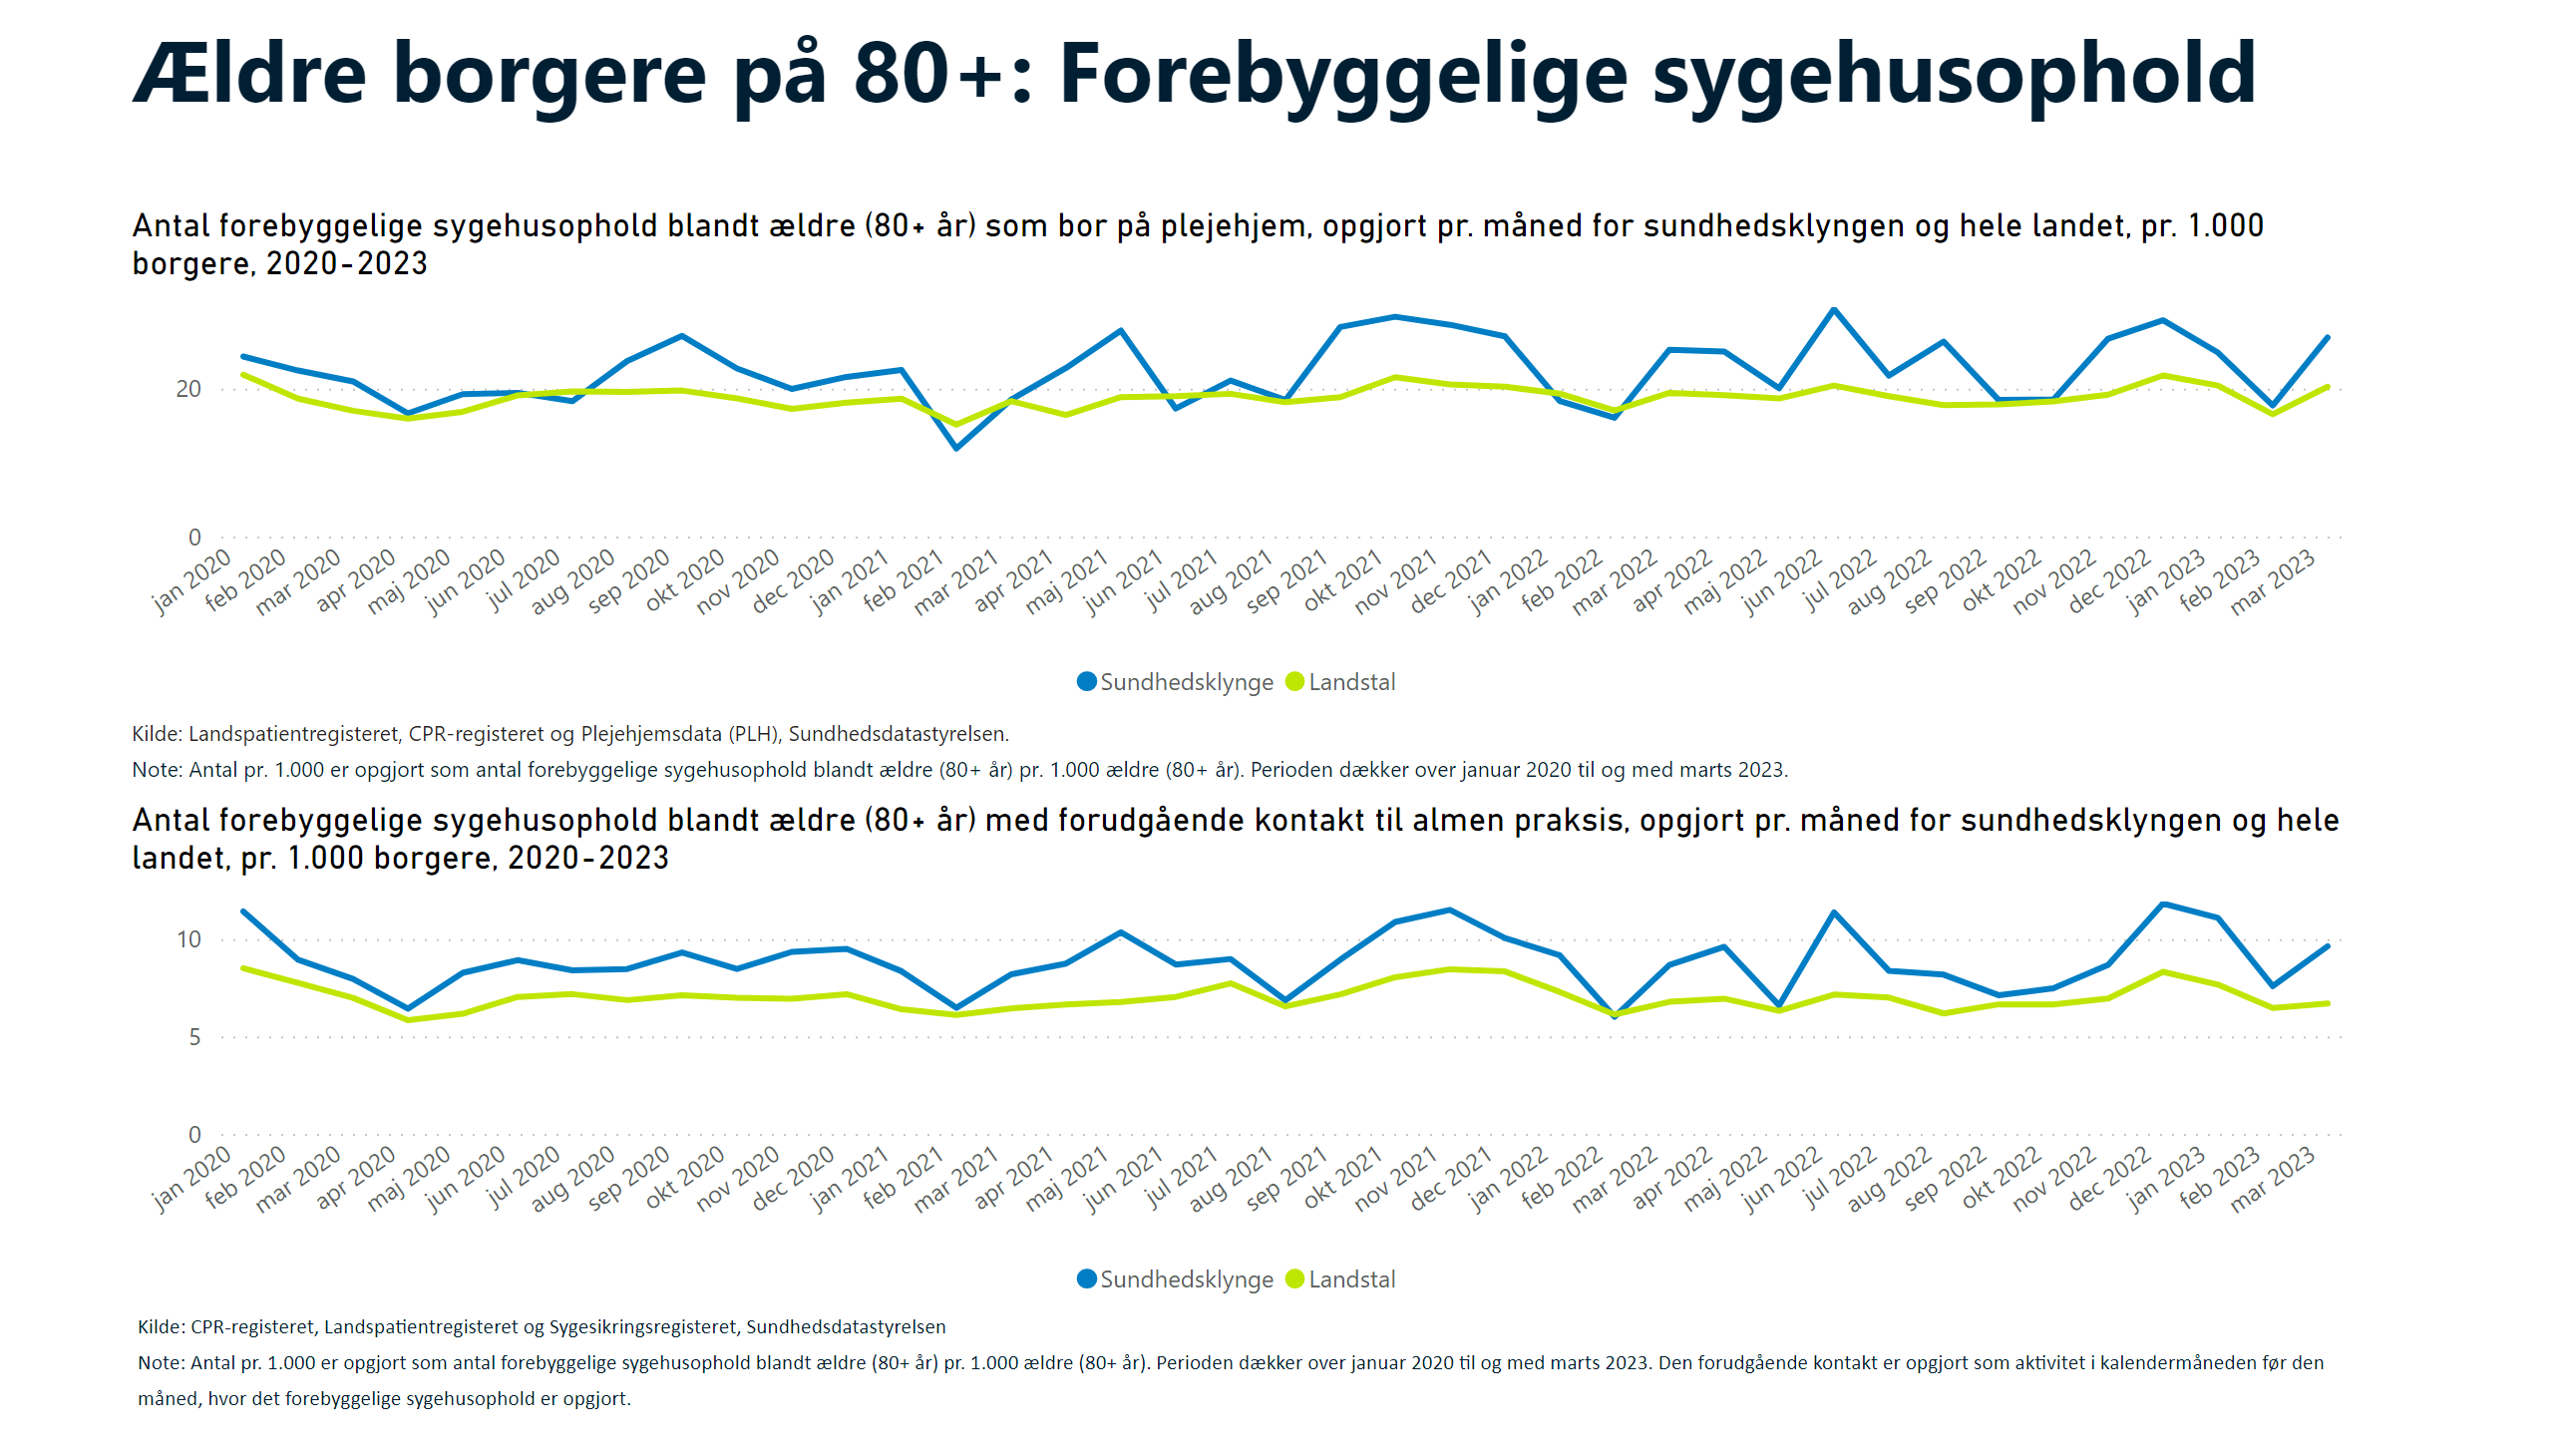 Ældre borgere på 80+: Forebyggelige sygehusophold
Antal forebyggelige sygehusophold blandt ældre (80+ år) som bor på plejehjem, opgjort pr. måned for sundhedsklyngen og hele landet, pr. 1.000
borgere, 2020-2023
20
0
jan 2020
feb 2020
mar 2020
apr 2020
maj 2020
jun 2020
jul 2020
aug 2020
sep 2020
okt 2020
nov 2020
dec 2020
jan 2021
feb 2021
mar 2021
apr 2021
maj 2021
jun 2021
jul 2021
aug 2021
sep 2021
okt 2021
nov 2021
dec 2021
jan 2022
feb 2022
mar 2022
apr 2022
maj 2022
jun 2022
jul 2022
aug 2022
sep 2022
okt 2022
nov 2022
dec 2022
jan 2023
feb 2023
mar 2023
Sundhedsklynge Landstal
Kilde: Landspatientregisteret, CPR-registeret og Plejehjemsdata (PLH), Sundhedsdatastyrelsen.
Note: Antal pr. 1.000 er opgjort som antal forebyggelige sygehusophold blandt ældre (80+ år) pr. 1.000 ældre (80+ år). Perioden dækker over januar 2020 til og med marts 2023.
Antal forebyggelige sygehusophold blandt ældre (80+ år) med forudgående kontakt til almen praksis, opgjort pr. måned for sundhedsklyngen og hele
landet, pr. 1.000 borgere, 2020-2023
10
5
0
jan 2020
feb 2020
mar 2020
apr 2020
maj 2020
jun 2020
jul 2020
aug 2020
sep 2020
okt 2020
nov 2020
dec 2020
jan 2021
feb 2021
mar 2021
apr 2021
maj 2021
jun 2021
jul 2021
aug 2021
sep 2021
okt 2021
nov 2021
dec 2021
jan 2022
feb 2022
mar 2022
apr 2022
maj 2022
jun 2022
jul 2022
aug 2022
sep 2022
okt 2022
nov 2022
dec 2022
jan 2023
feb 2023
mar 2023
Sundhedsklynge Landstal
Kilde: CPR-registeret, Landspatientregisteret og Sygesikringsregisteret, Sundhedsdatastyrelsen
Note: Antal pr. 1.000 er opgjort som antal forebyggelige sygehusophold blandt ældre (80+ år) pr. 1.000 ældre (80+ år). Perioden dækker over januar 2020 til og med marts 2023. Den forudgående kontakt er opgjort som aktivitet i kalendermåneden før den
måned, hvor det forebyggelige sygehusophold er opgjort.